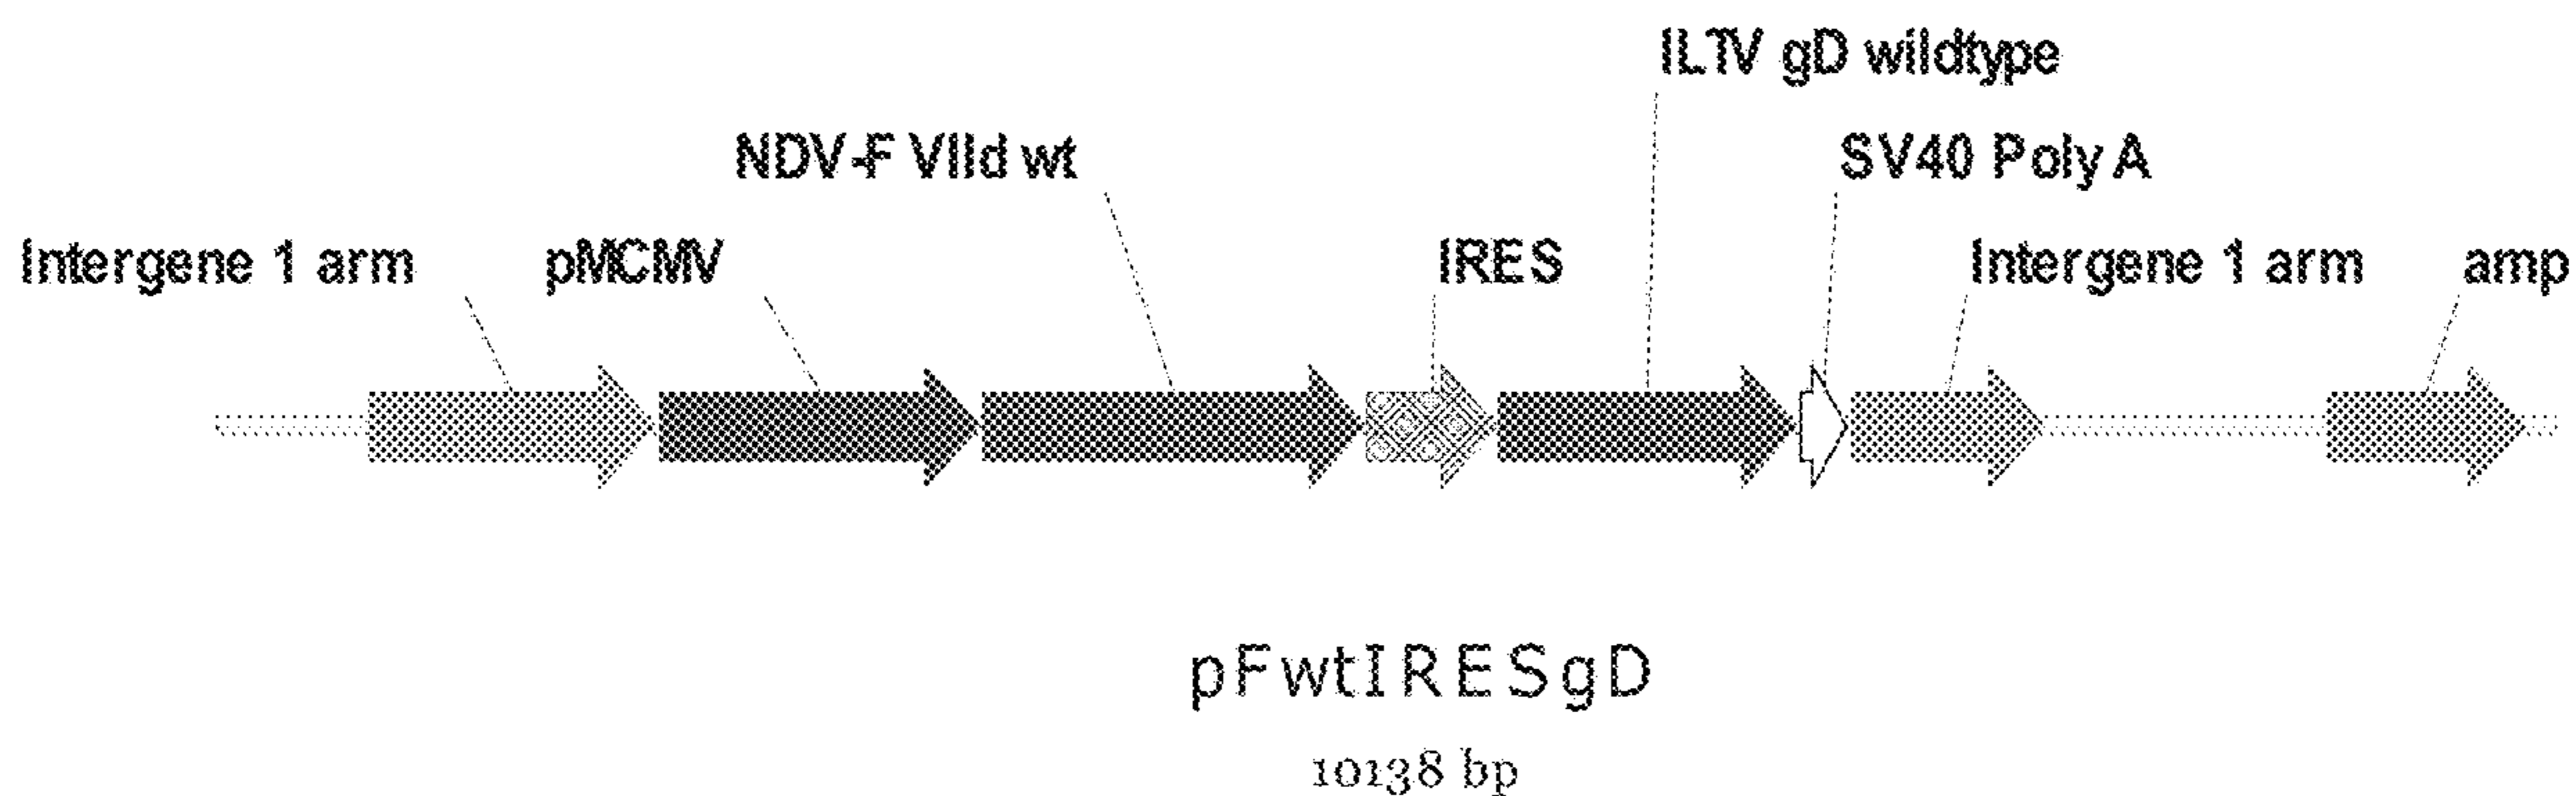 ILTV gD wildtype
NDV-F VIId wt
SV40 Poly A
Intergene 1 arm
pMCMV
IRES
Intergene 1 arm
amp
pFwtIRESgD
10138 bp